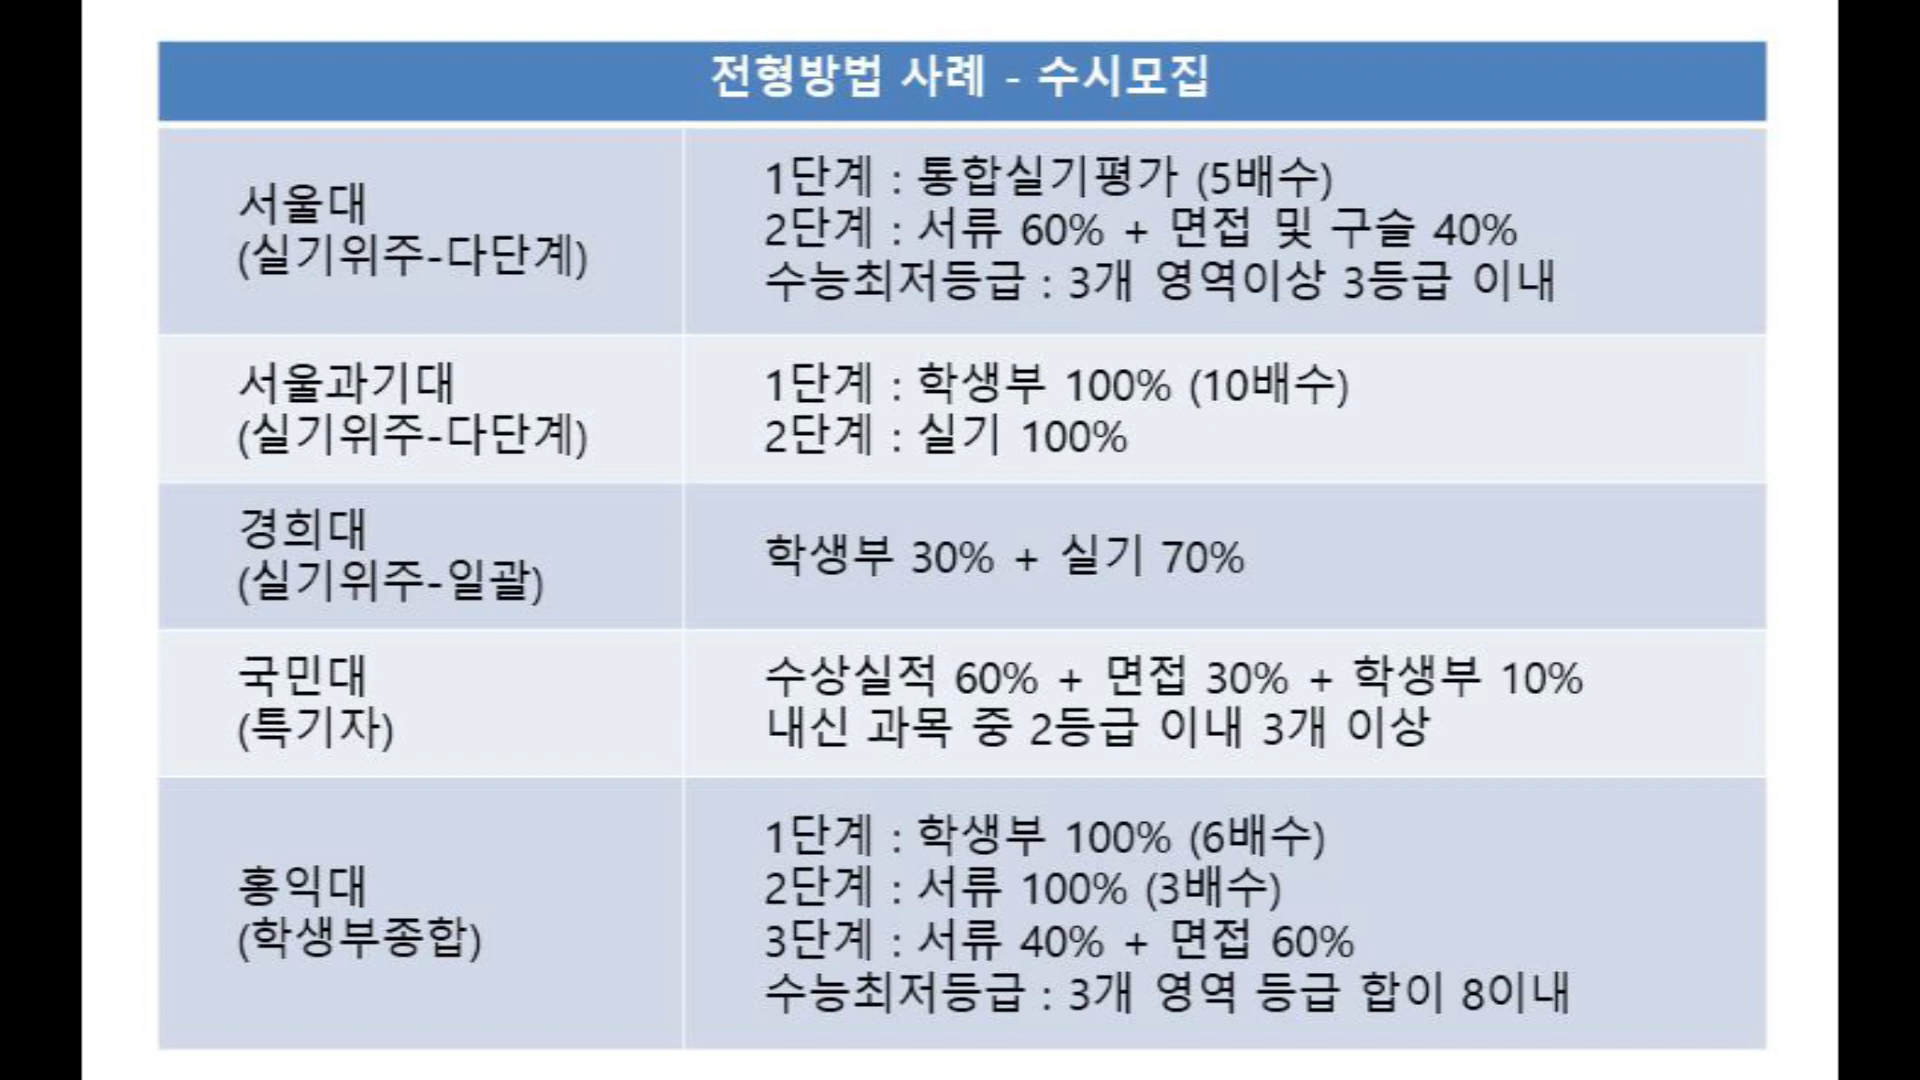 전형방법 사례 - 수시모집
서울대
(실기위주-다단계)
1단계 : 통합실기평가 (5배수)
2단계 : 서류 60% + 면접 및 구슬 40%
수능최저등급 : 3개 영역이상 3등급 이내
서울과기대
(실기위주-다단계)
1단계 : 학생부 100% (10배수)
2단계 : 실기 100%
경희대
(실기위주-일괄)
학생부 30% + 실기 70%
국민대
(특기자)
수상실적 60% + 면접 30% + 학생부 10%
내신 과목 중 2등급 이내 3개 이상
홍익대
(학생부종합)
1단계 : 학생부 100% (6배수)
2단계 : 서류 100% (3배수)
3단계 : 서류 40% + 면접 60%
수능최저등급 : 3개 영역 등급 합이 8이내